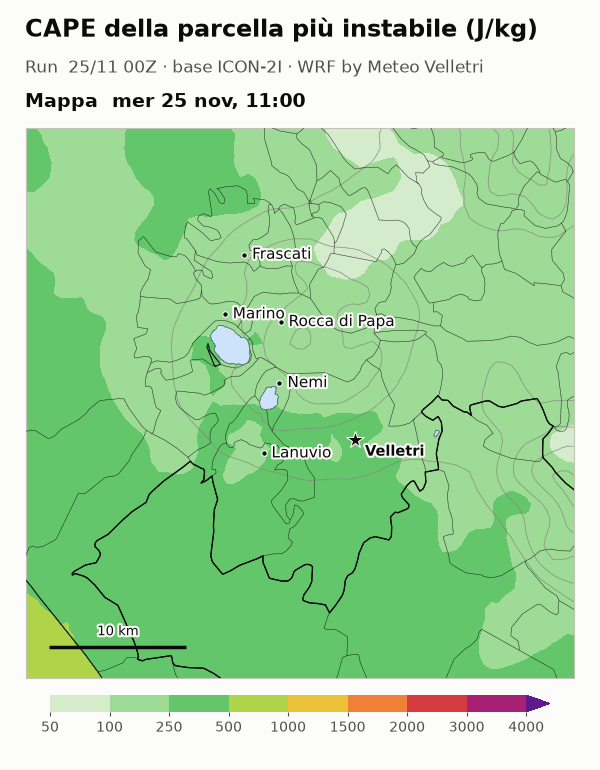 CAPE della parcella più instabile (J/kg)
Run  25/11 00Z · base ICON-2I · WRF by Meteo Velletri
Mappa  mer 25 nov, 11:00
Frascati
Marino
Rocca di Papa
Nemi
Velletri
Lanuvio
10 km
50 100 250 500 1000 1500 2000 3000 4000